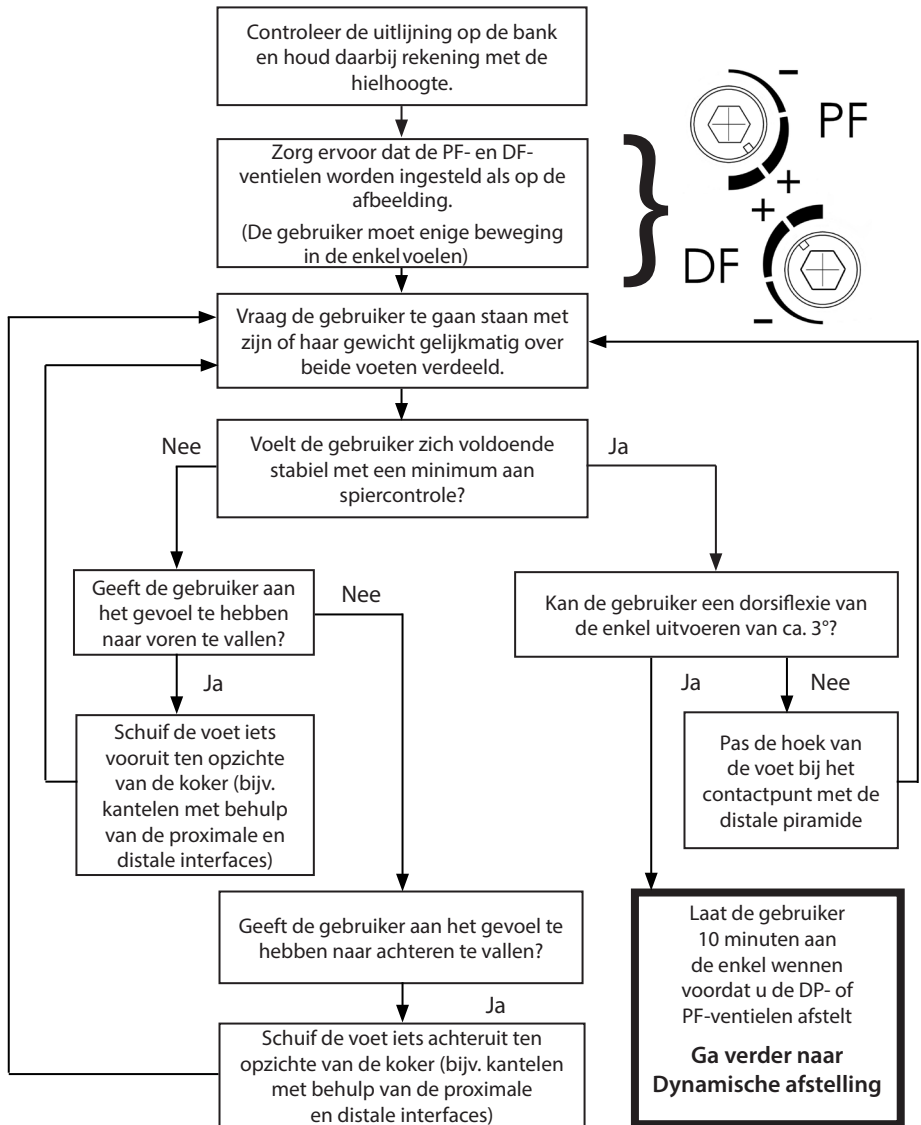 Controleer de uitlijning op de bank
en houd daarbij rekening met de
hielhoogte.
Zorg ervoor dat de PF- en DF-
ventielen worden ingesteld als op de
afbeelding.
(De gebruiker moet enige beweging
in de enkel voelen)
-
PF
+
+
DF
-
Vraag de gebruiker te gaan staan met
zijn of haar gewicht gelijkmatig over
beide voeten verdeeld.
Nee
Voelt de gebruiker zich voldoende
stabiel met een minimum aan
spiercontrole?
Ja
Geeft de gebruiker aan
het gevoel te hebben
naar voren te vallen?
Nee
Kan de gebruiker een dorsiflexie van
de enkel uitvoeren van ca. 3°?
Ja
Ja
Nee
Schuif de voet iets
vooruit ten opzichte
van de koker (bijv.
kantelen met behulp
van de proximale en
distale interfaces)
Pas de hoek van
de voet bij het
contactpunt met de
distale piramide
Geeft de gebruiker aan het gevoel te
hebben naar achteren te vallen?
Ja
Schuif de voet iets achteruit ten
opzichte van de koker (bijv. kantelen
met behulp van de proximale
en distale interfaces)
Laat de gebruiker
10 minuten aan
de enkel wennen
voordat u de DP- of
PF-ventielen afstelt
Ga verder naar
Dynamische afstelling